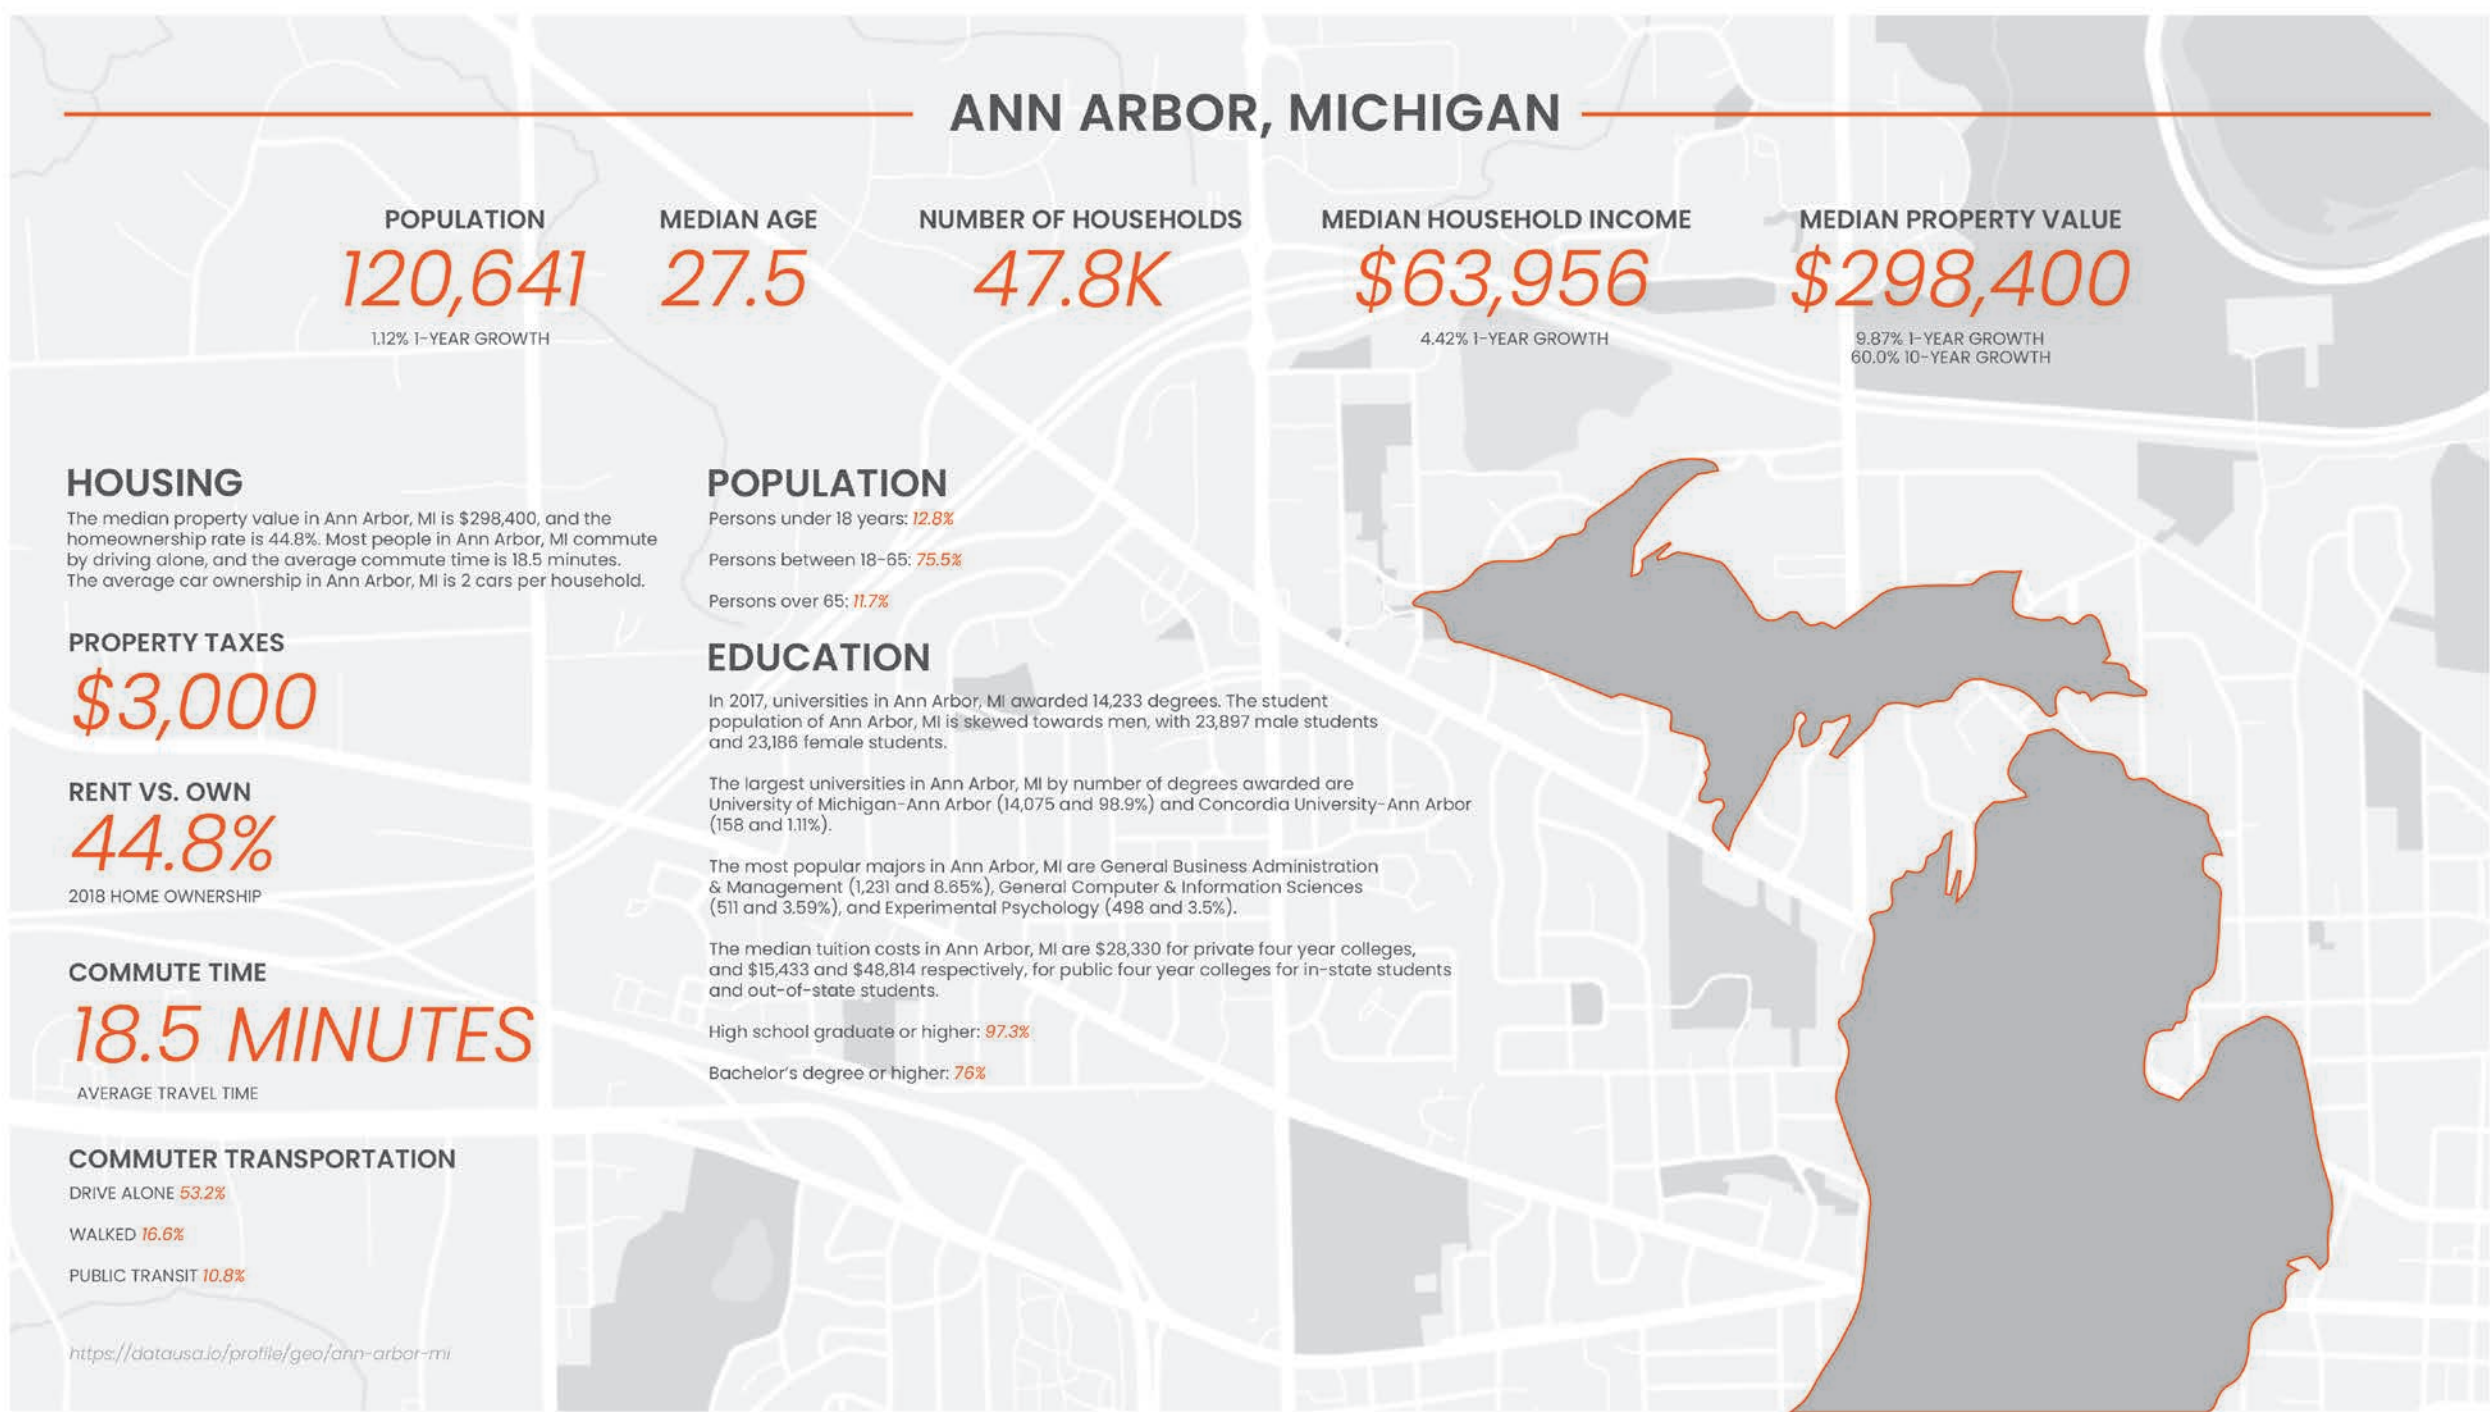 ANN ARBOR, MICHIGAN
POPULATION
120,641
1.12% 1-YEAR GROWTH
MEDIAN AGE
27.5
NUMBER OF HOUSEHOLDS
47.8K
MEDIAN HOUSEHOLD INCOME
$63,956
4.42% 1-YEAR GROWTH
MEDIAN PROPERTY VALUE
$298,400
9.87% 1-YEAR GROWTH
60.0% 10-YEAR GROWTH
HOUSING
The median property value in Ann Arbor, MI is $298,400, and the
homeownership rate is 44.8%. Most people in Ann Arbor, MI commute
by driving alone, and the average commute time is 18.5 minutes.
The average car ownership in Ann Arbor, MI is 2 cars per household.
PROPERTY TAXES
$3,000
RENT VS. OWN
44.8%
2018 HOME OWNERSHIP
COMMUTE TIME
18.5 MINUTES
AVERAGE TRAVEL TIME
COMMUTER TRANSPORTATION
DRIVE ALONE 53.2%
WALKED 16.6%
PUBLIC TRANSIT 10.8%
https://datausa.io/profile/geo/ann-arbor-mi
POPULATION
Persons under 18 years: 12.8%
Persons between 18-65: 75.5%
Persons over 65: 11.7%
EDUCATION
In 2017, universities in Ann Arbor, MI awarded 14,233 degrees. The student
population of Ann Arbor, MI is skewed towards men, with 23,897 male students
and 23,186 female students.
The largest universities in Ann Arbor, MI by number of degrees awarded are
University of Michigan-Ann Arbor (14,075 and 98.9%) and Concordia University-Ann Arbor
(158 and 1.11%).
The most popular majors in Ann Arbor, MI are General Business Administration
& Management (1,231 and 8.65%), General Computer & Information Sciences
(511 and 3.59%), and Experimental Psychology (498 and 3.5%).
The median tuition costs in Ann Arbor, MI are $28,330 for private four year colleges,
and $15,433 and $48,814 respectively, for public four year colleges for in-state students
and out-of-state students.
High school graduate or higher: 97.3%
Bachelor's degree or higher: 76%